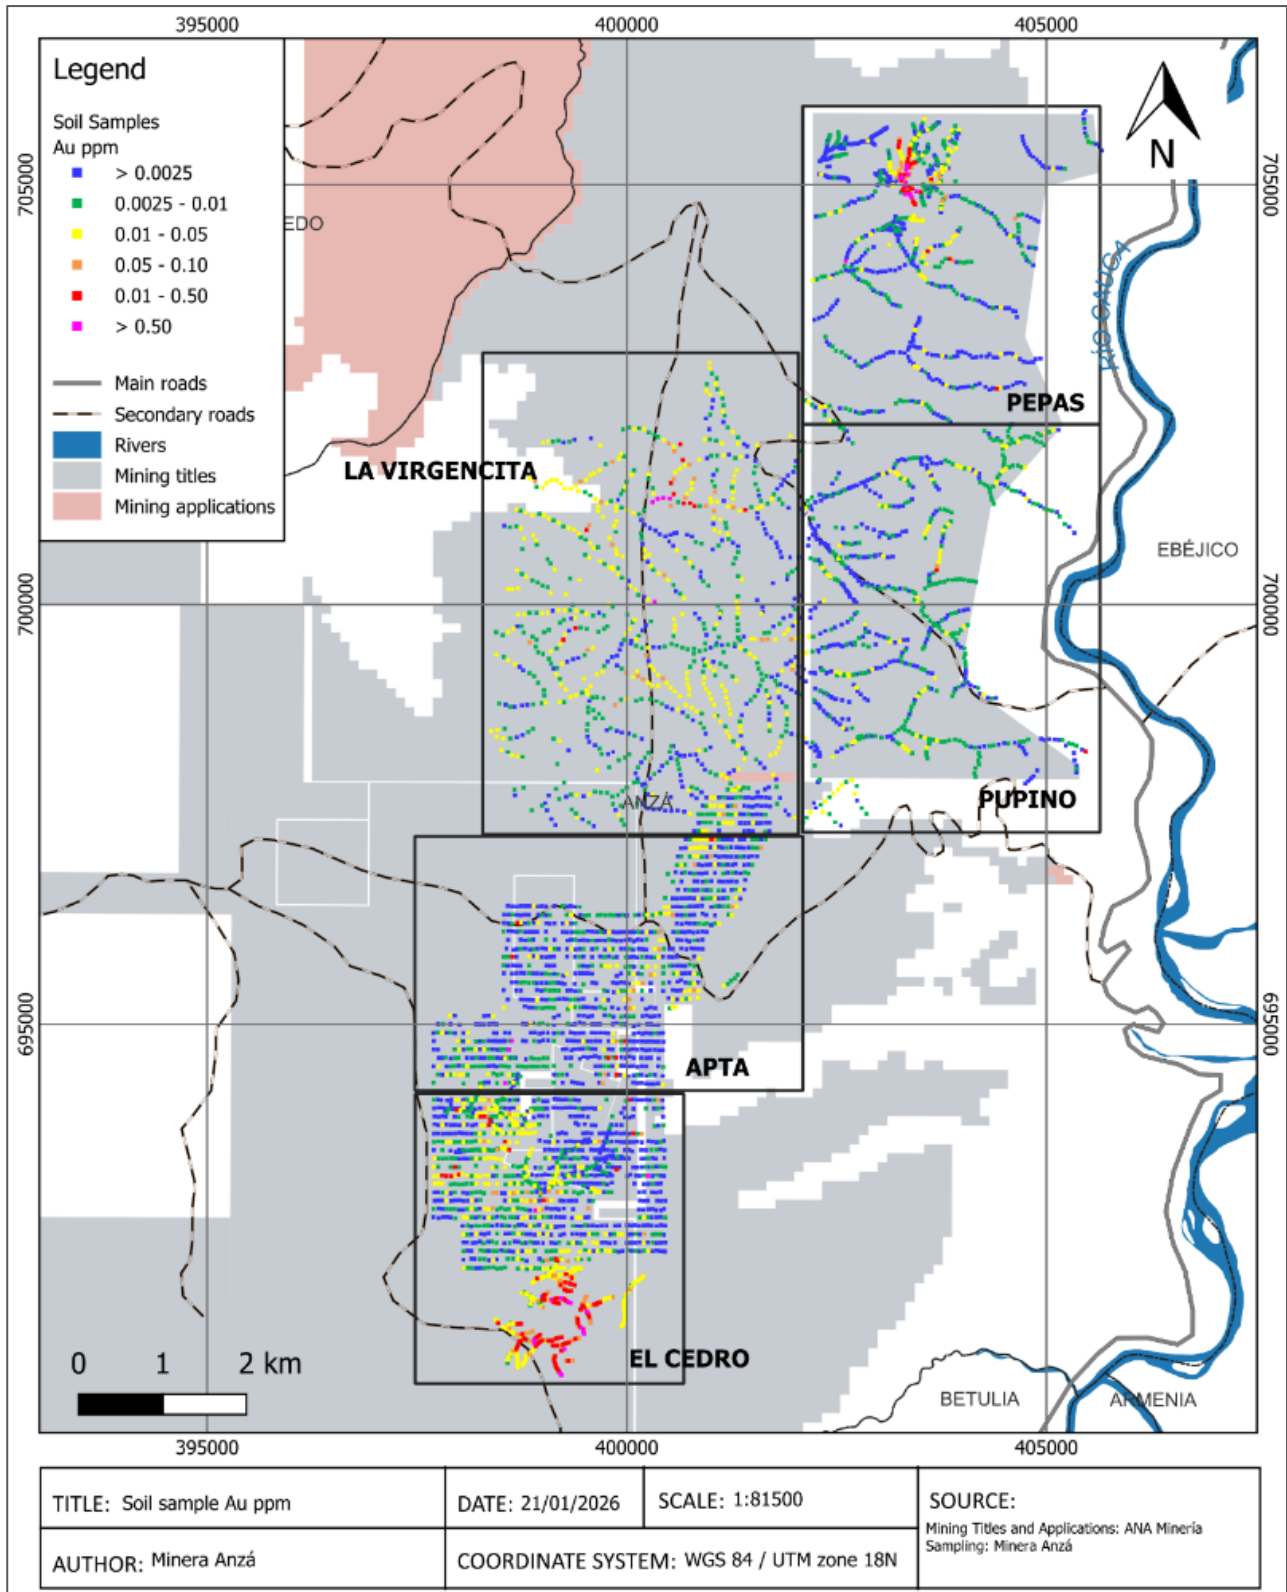 395000
400000
405000
Legend
Soil Samples
Au ppm
> 0.0025
0.0025 - 0.01
0.01 - 0.05
0.05 - 0.10
0.01 - 0.50
> 0.50
Main roads
Secondary roads
Rivers
Mining titles
Mining applications
N
705000
705000
EDO
RÍO CAUCA
PEPAS
LA VIRGENCITA
EBÉJICO
700000
700000
ANZÁ
PUPINO
695000
695000
APTA
EL CEDRO
0 1 2 km
BETULIA
ARMENIA
395000
400000
405000
TITLE: Soil sample Au ppm
DATE: 21/01/2026
SCALE: 1:81500
SOURCE:
Mining Titles and Applications: ANA Minería
Sampling: Minera Anzá
AUTHOR: Minera Anzá
COORDINATE SYSTEM: WGS 84 / UTM zone 18N